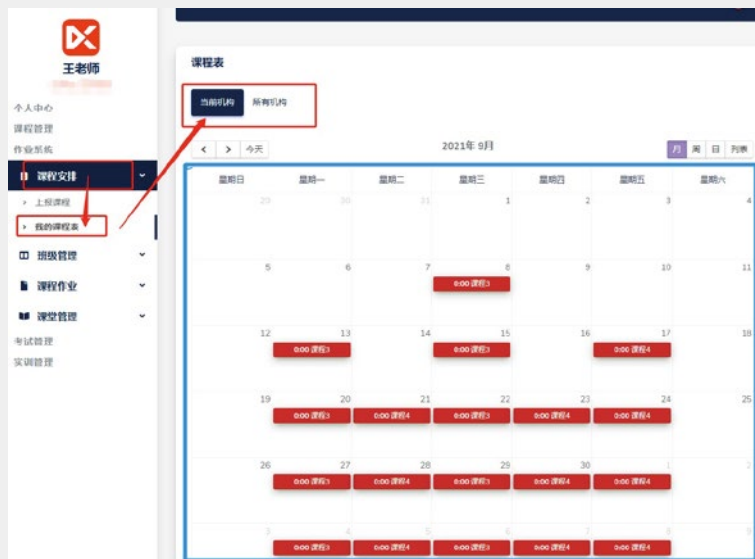 王老师
个人中心
课程管理
作业系统
课程安排
上报课程
我的课程表
班级管理
课程作业
课堂管理
考试管理
实训管理
课程表
当前机构 所有机构
今天 2021年 9月 月 周 日 列表
星期日 星期一 星期二 星期三 星期四 星期五 星期六
29 30 31 1 2 3 4
5 6 7 8 9 10 11
0:00 课程3
12 13 14 15 16 17 18
0:00 课程3 0:00 课程3 0:00 课程4
19 20 21 22 23 24 25
0:00 课程3 0:00 课程4 0:00 课程3 0:00 课程4 0:00 课程4
26 27 28 29 30 1 2
0:00 课程3 0:00 课程4 0:00 课程3 0:00 课程4 0:00 课程4
3 4 5 6 7 8 9
0:00 课程3 0:00 课程4 0:00 课程3 0:00 课程4 0:00 课程4